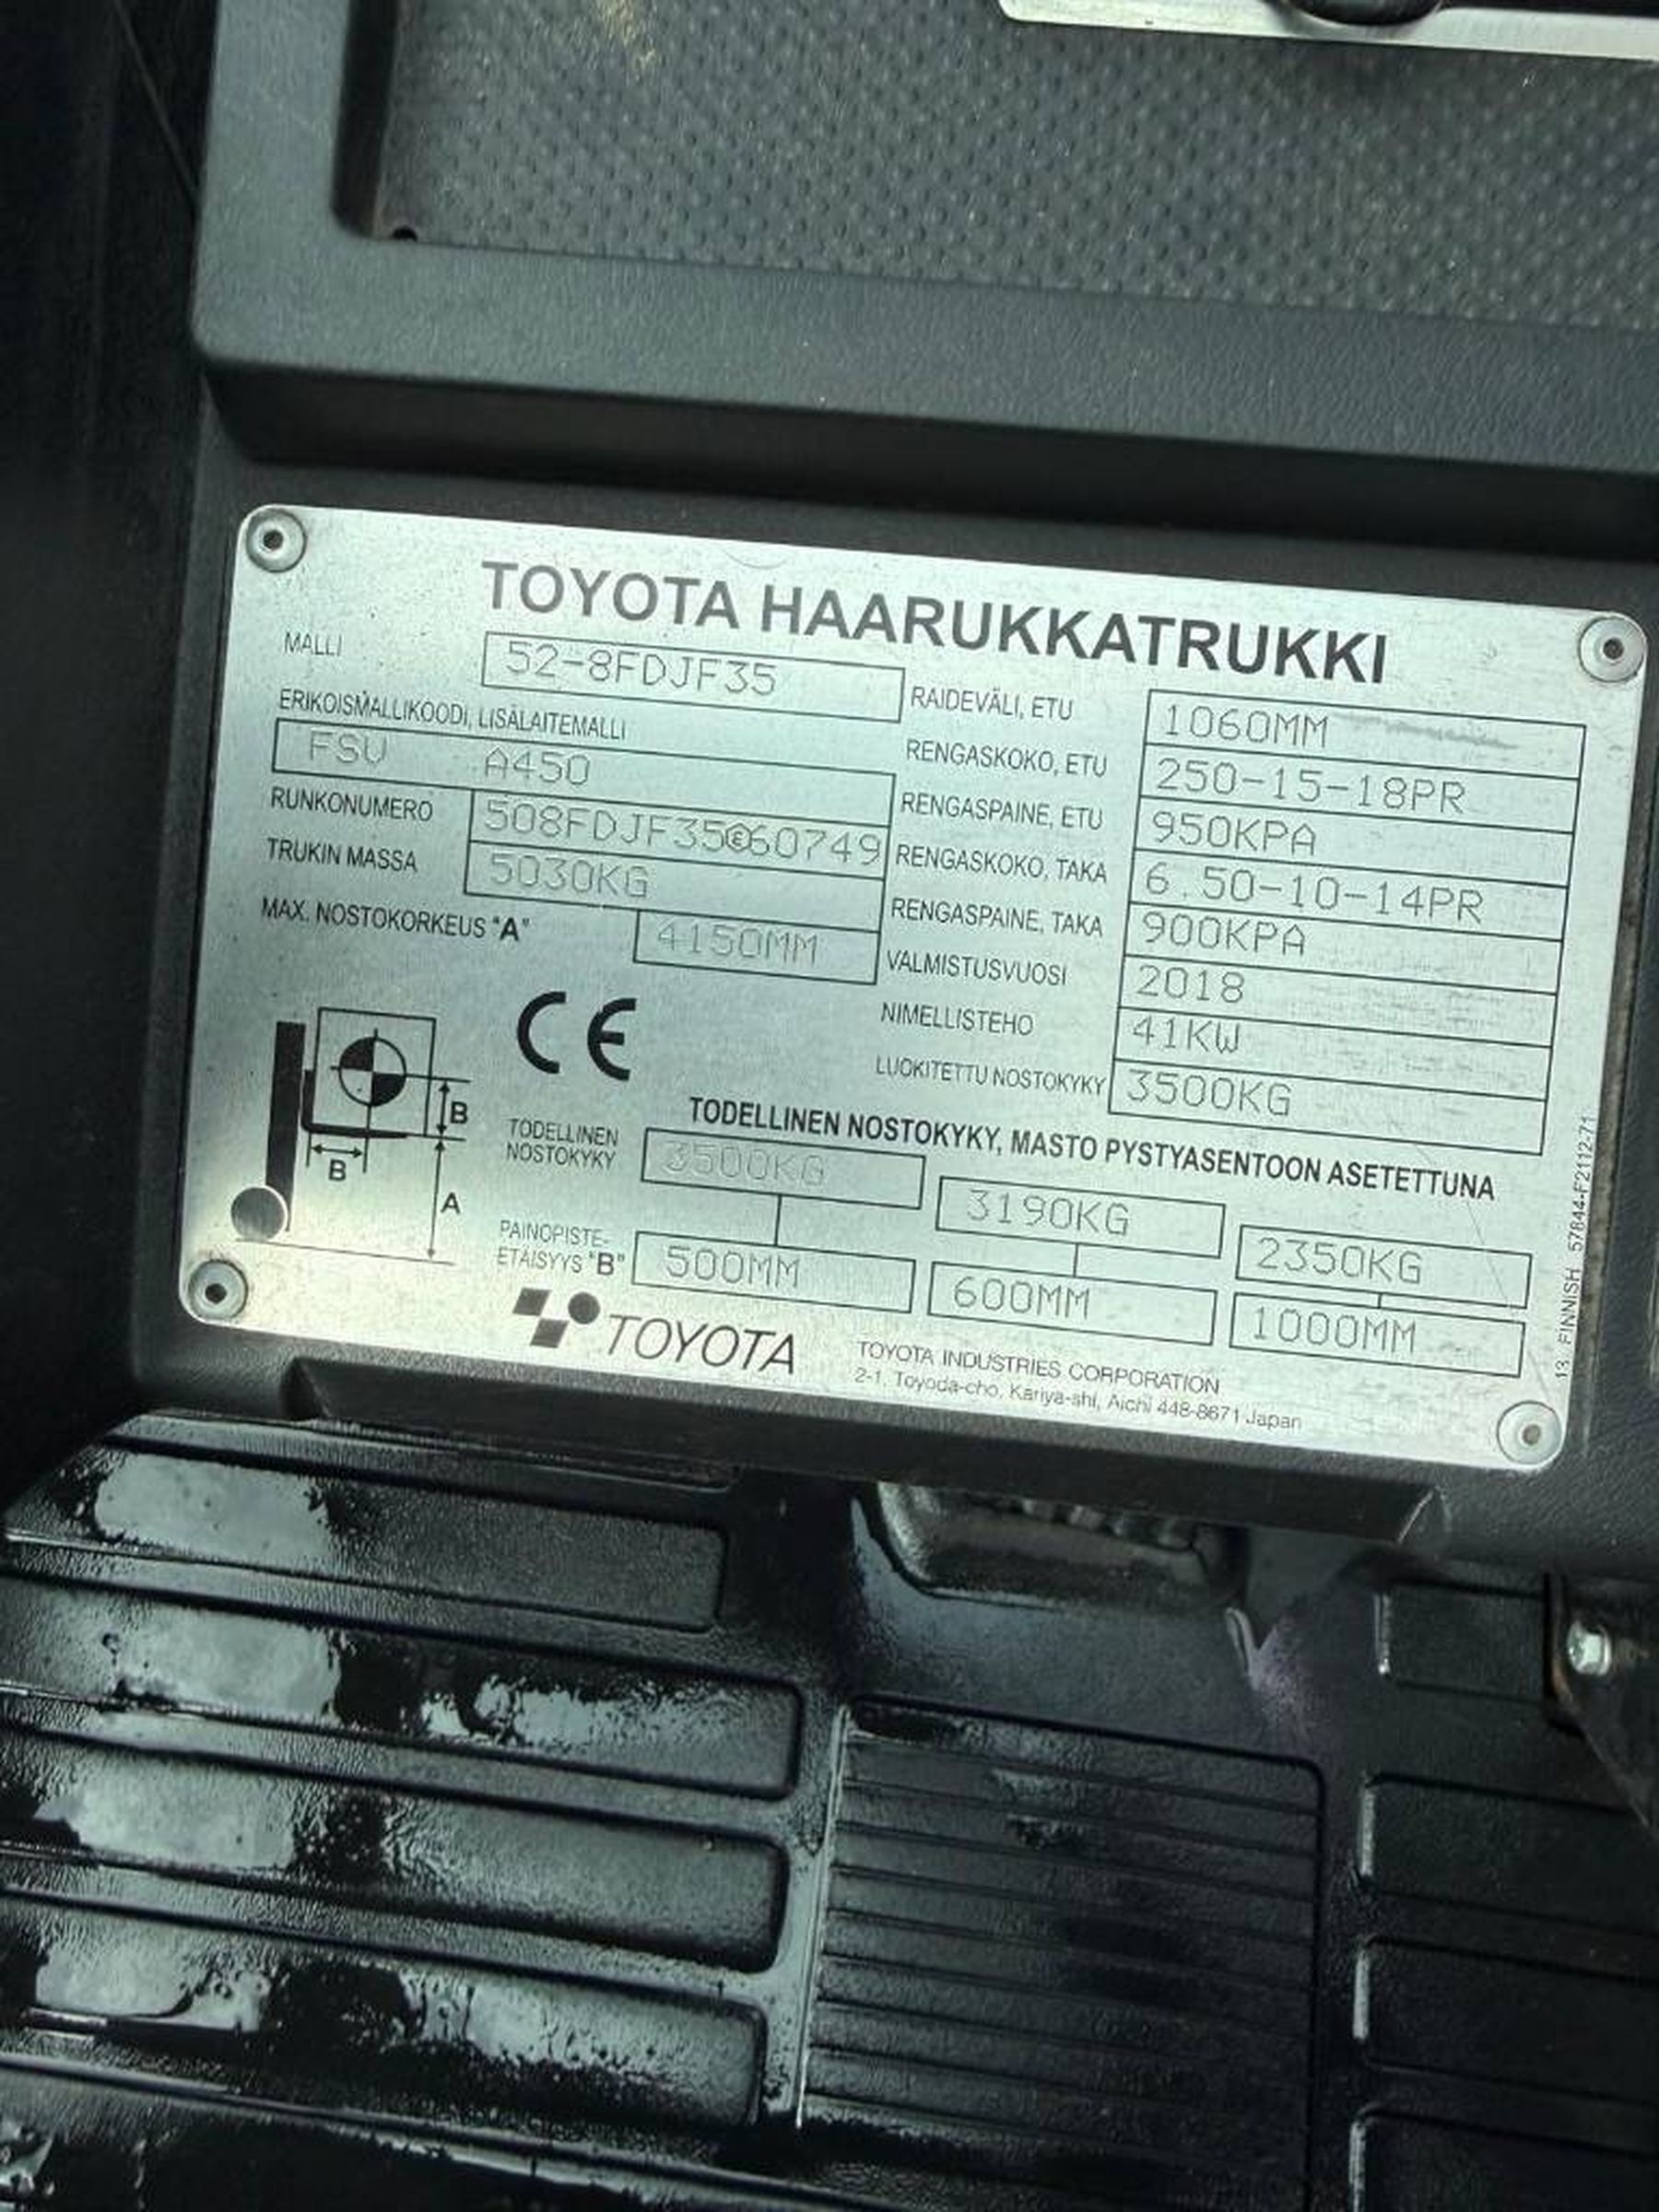 TOYOTA HAARUKKATRUKKI
MALLI 52-8FDJF35
ERIKOISMALLIKOODI, LISÄLAITEMALLI
FSV A450
RUNKONUMERO 508FDJF35Ⓔ60749
TRUKIN MASSA 5030KG
MAX. NOSTOKORKEUS "A" 4150MM
RAIDEVÄLI, ETU 1060MM
RENGASKOKO, ETU 250-15-18PR
RENGASPAINE, ETU 950KPA
RENGASKOKO, TAKA 6.50-10-14PR
RENGASPAINE, TAKA 900KPA
VALMISTUSVUOSI 2018
NIMELLISTEHO 41KW
LUOKITETTU NOSTOKYKY 3500KG
CE
B
B
A
TODELLINEN NOSTOKYKY, MASTO PYSTYASENTOON ASETETTUNA
TODELLINEN
NOSTOKYKY
3500KG 3190KG 2350KG
PAINOPISTE-
ETÄISYYS "B"
500MM 600MM 1000MM
TOYOTA
TOYOTA INDUSTRIES CORPORATION
2-1, Toyoda-cho, Kariya-shi, Aichi 448-8671 Japan
13. FINNISH 57644-F2112-71